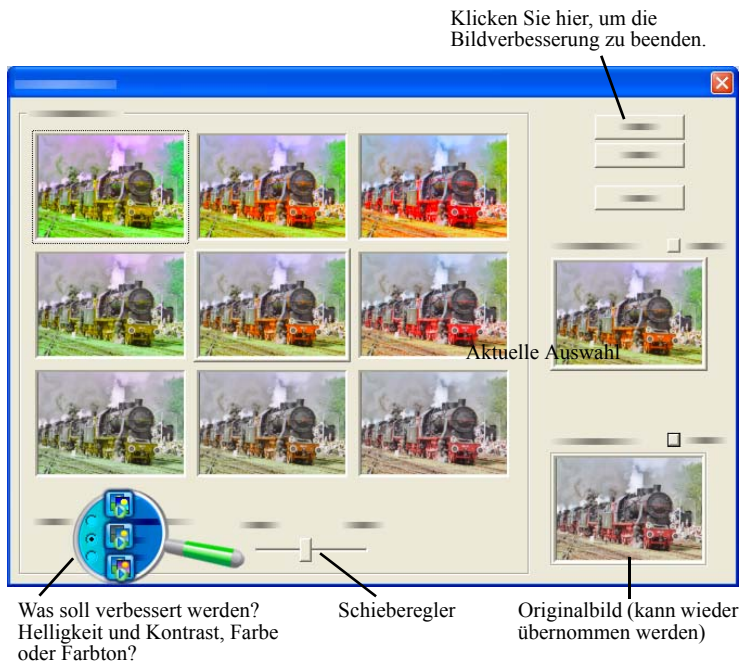 Klicken Sie hier, um die
Bildverbesserung zu beenden.
Aktuelle Auswahl
Was soll verbessert werden?
Helligkeit und Kontrast, Farbe
oder Farbton?
Schieberegler
Originalbild (kann wieder
übernommen werden)